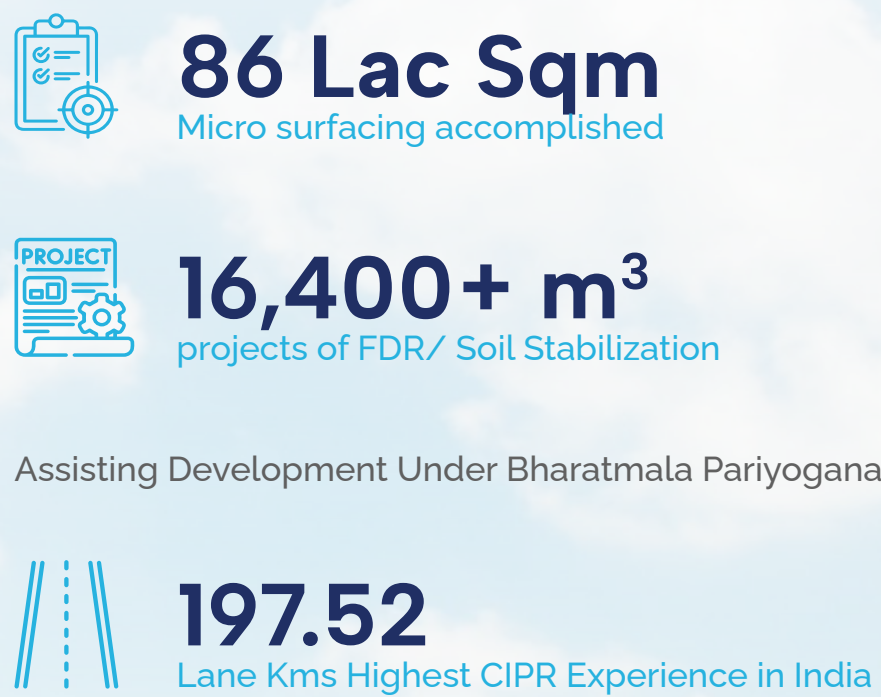 86 Lac Sqm
Micro surfacing accomplished
PROJECT
16,400+ m³
projects of FDR/ Soil Stabilization
Assisting Development Under Bharatmala Pariyogana
197.52
Lane Kms Highest CIPR Experience in India